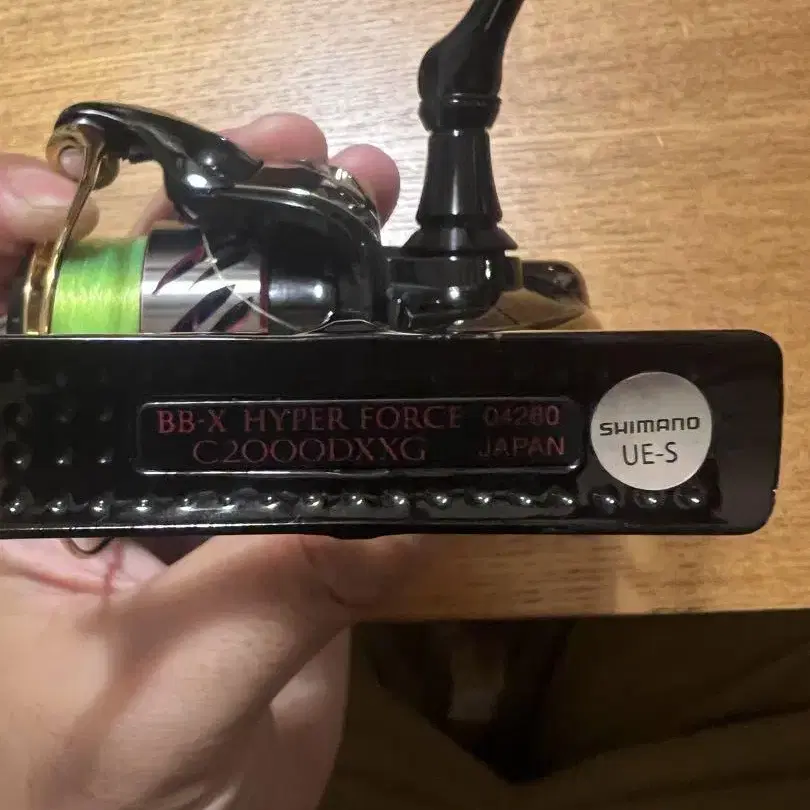 BB-X HYPER FORCE 04280
C2000DXXG JAPAN
SHIMANO
UE-S